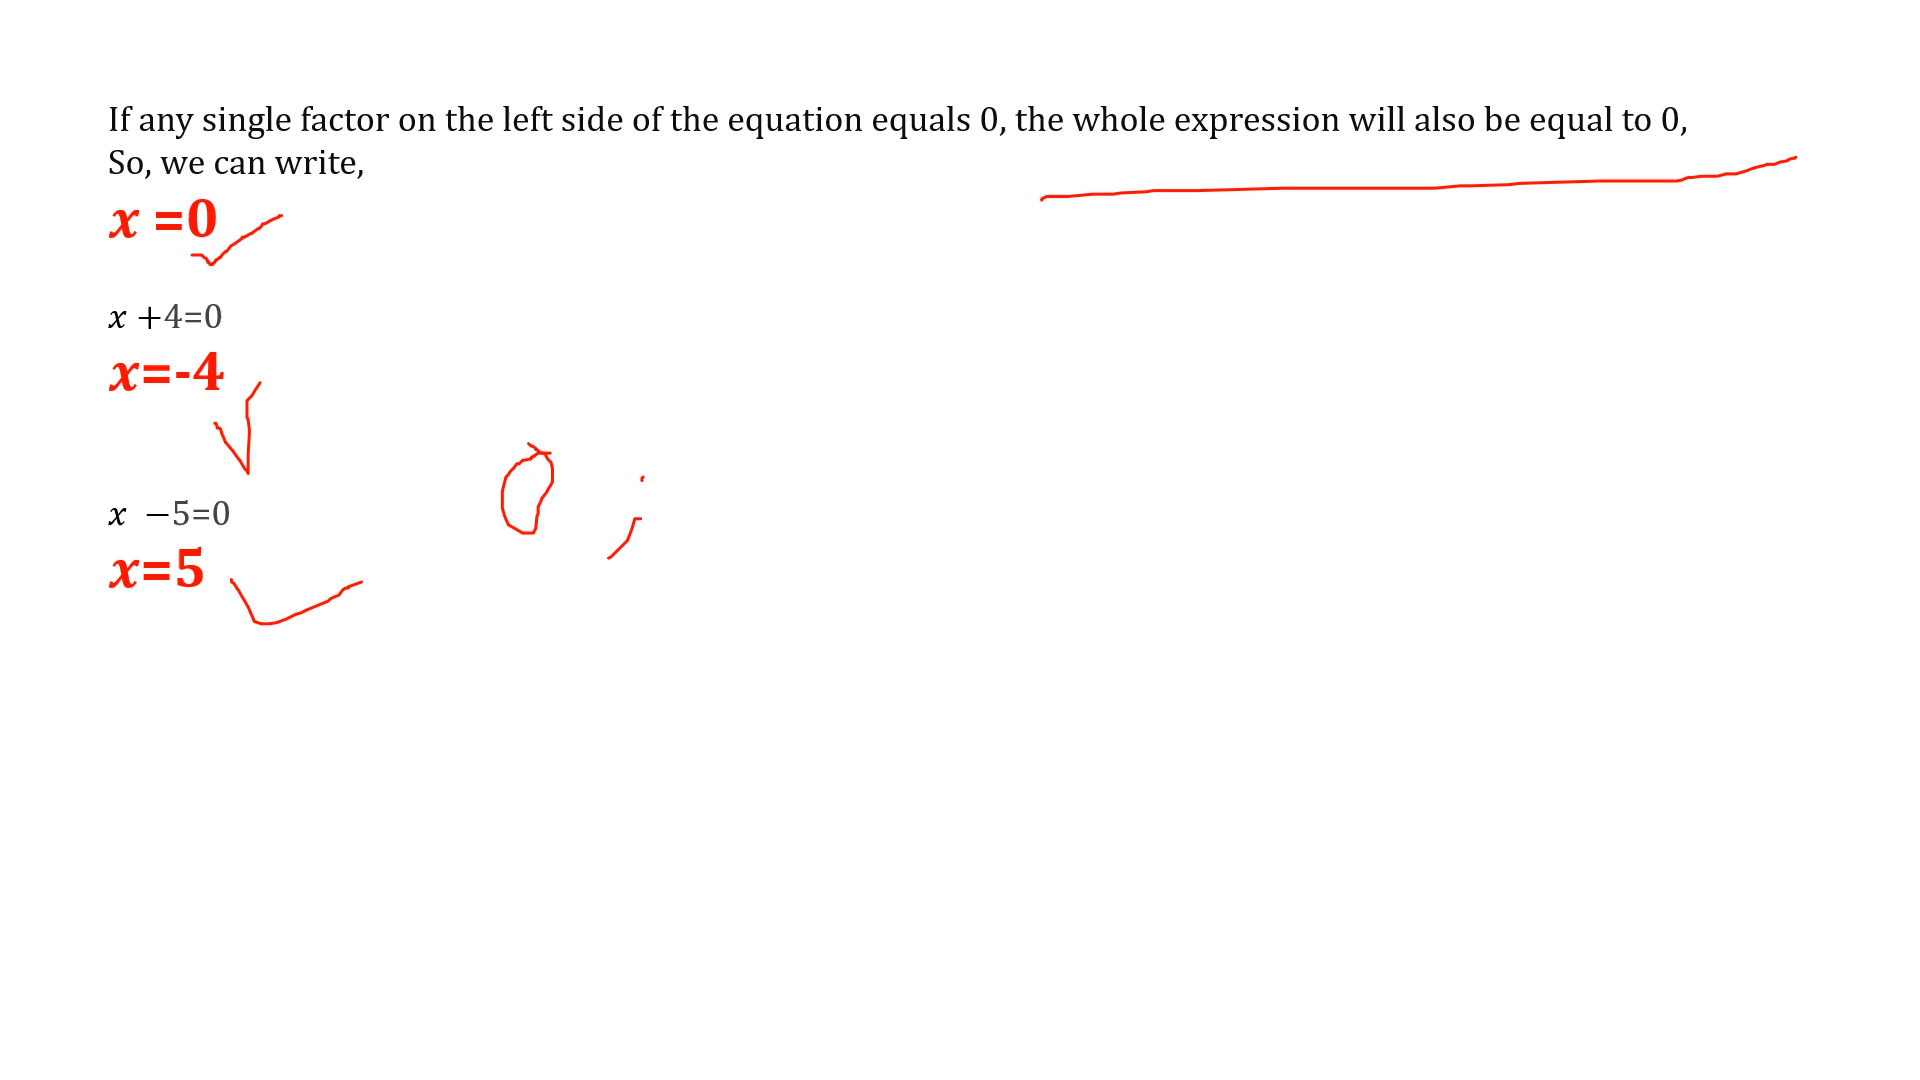 If any single factor on the left side of the equation equals 0, the whole expression will also be equal to 0,
So, we can write,
x =0
x +4=0
x=-4
0 ;
x −5=0
x=5